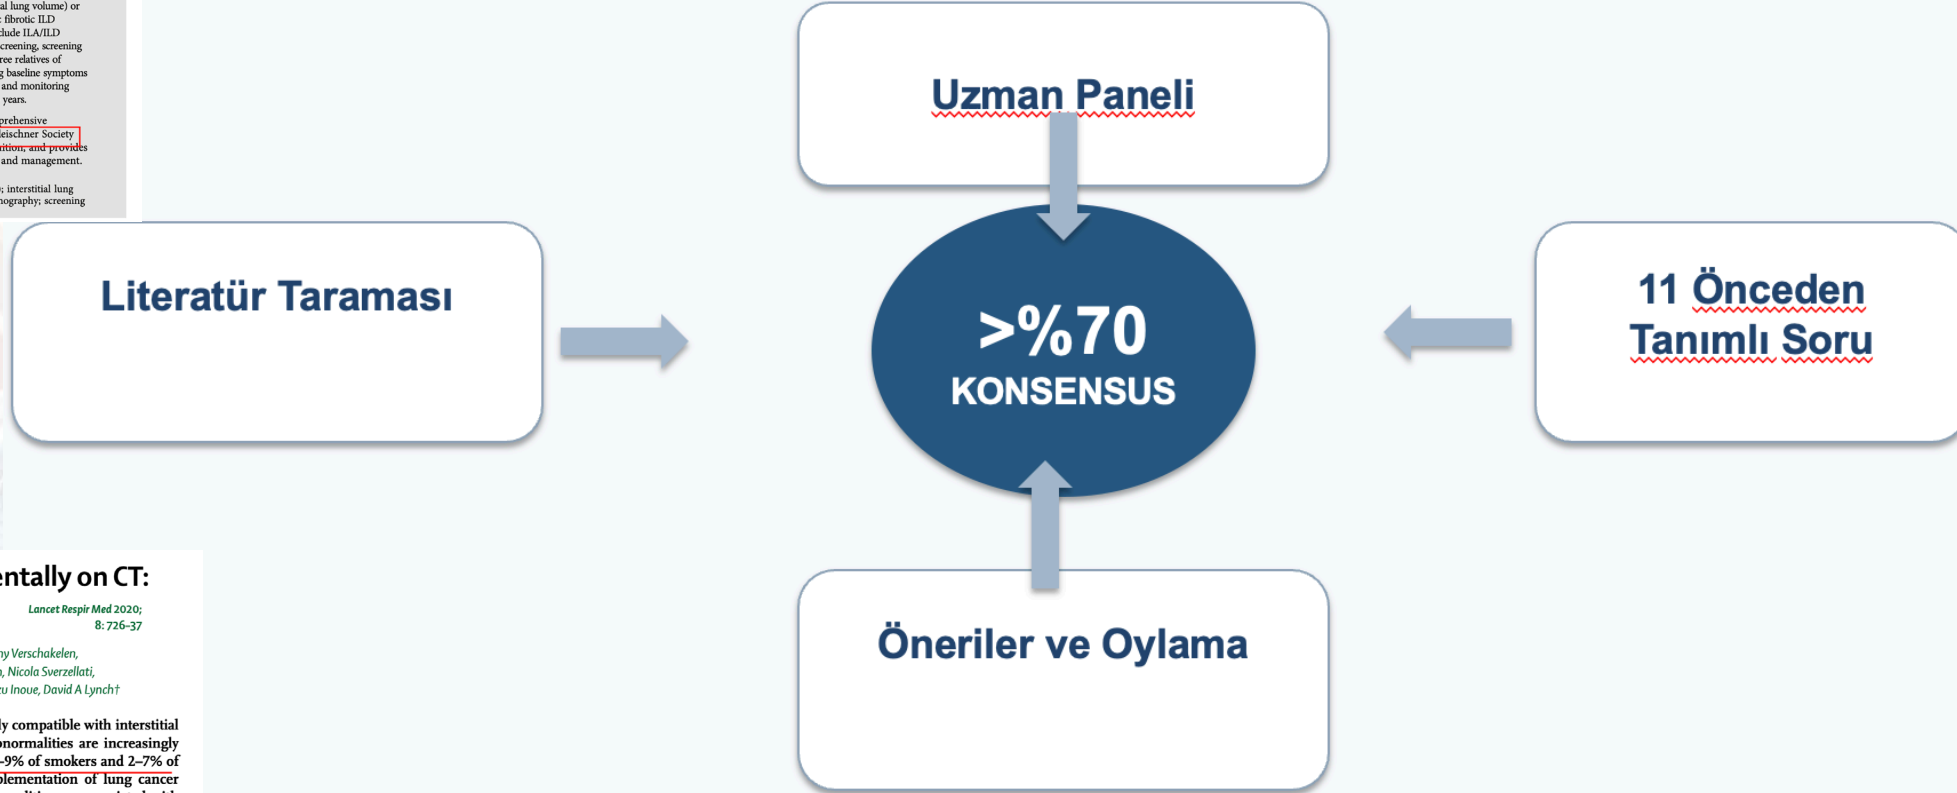 al lung volume) or
fibrotic ILD
lude ILA/ILD
creening, screening
ree relatives of
g baseline symptoms
and monitoring
years.
prehensive
leischner Society
nition, and provides
and management.
; interstitial lung
nography; screening
Uzman Paneli
Literatür Taraması
>%70
KONSENSUS
11 Önceden
Tanımlı Soru
Öneriler ve Oylama
entally on CT:
Lancet Respir Med 2020;
8: 726–37
ny Verschakelen,
n, Nicola Sverzellati,
zu Inoue, David A Lynch†
ly compatible with interstitial
bnormalities are increasingly
–9% of smokers and 2–7% of
plementation of lung cancer